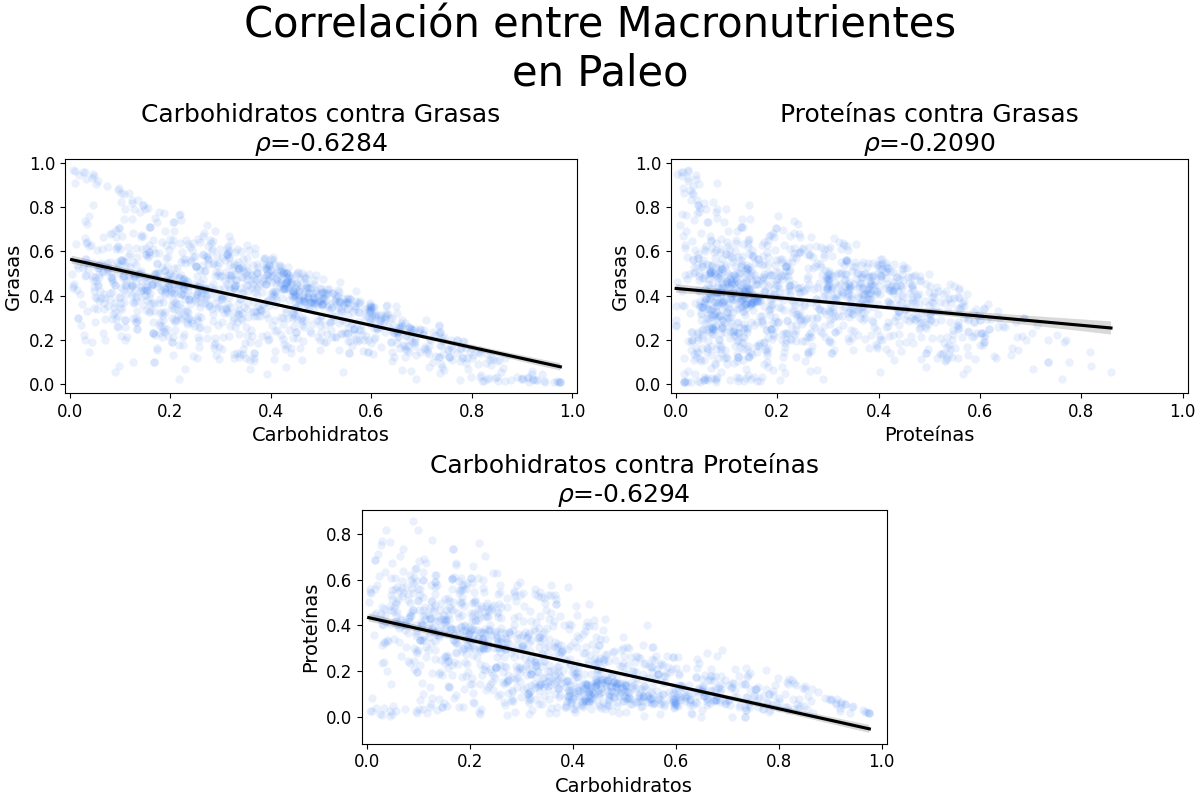 Correlación entre Macronutrientes
en Paleo
Carbohidratos contra Grasas
ρ=-0.6284
Grasas
1.0
0.8
0.6
0.4
0.2
0.0
0.0 0.2 0.4 0.6 0.8 1.0
Carbohidratos
Proteínas contra Grasas
ρ=-0.2090
Grasas
1.0
0.8
0.6
0.4
0.2
0.0
0.0 0.2 0.4 0.6 0.8 1.0
Proteínas
Carbohidratos contra Proteínas
ρ=-0.6294
Proteínas
0.8
0.6
0.4
0.2
0.0
0.0 0.2 0.4 0.6 0.8 1.0
Carbohidratos